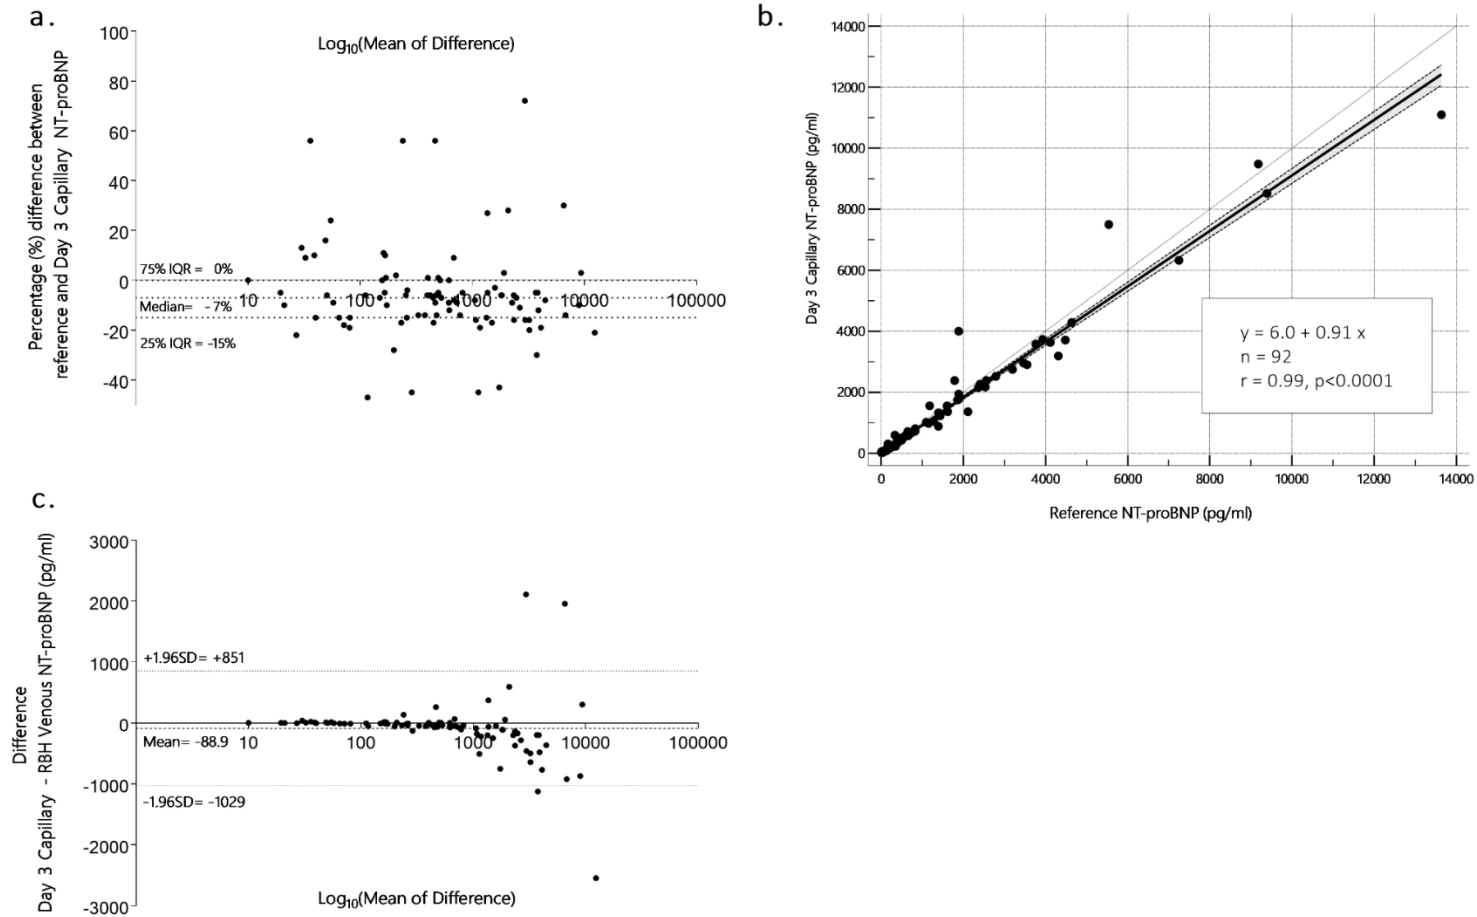 a.
Percentage (%) difference between
reference and Day 3 Capillary NT-proBNP
Log₁₀(Mean of Difference)
100
80
60
40
20
0
-20
-40
75% IQR = 0%
Median= -7%
25% IQR = -15%
10
100
1000
10000
100000
b.
Day 3 Capillary NT-proBNP (pg/ml)
14000
12000
10000
8000
6000
4000
2000
0
y = 6.0 + 0.91 x
n = 92
r = 0.99, p<0.0001
0
2000
4000
6000
8000
10000
12000
14000
Reference NT-proBNP (pg/ml)
c.
Difference
Day 3 Capillary - RBH Venous NT-proBNP (pg/ml)
3000
2000
1000
0
-1000
-2000
-3000
+1.96SD= +851
Mean= -88.9
-1.96SD= -1029
10
100
1000
10000
100000
Log₁₀(Mean of Difference)